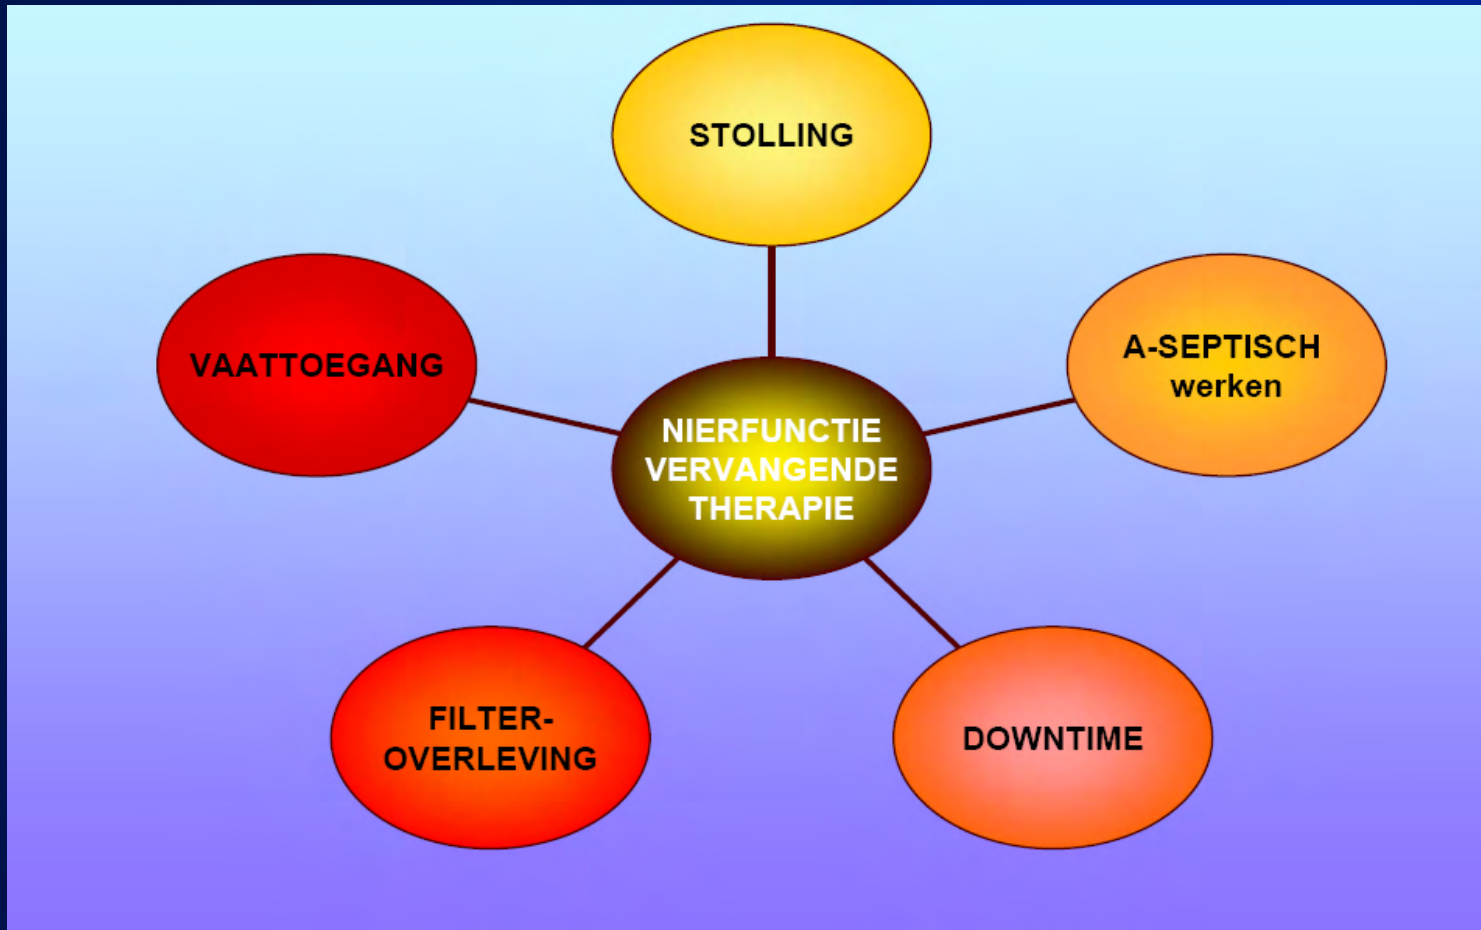 STOLLING
VAATTOEGANG
A-SEPTISCH
werken
NIERFUNCTIE
VERVANGENDE
THERAPIE
FILTER-
OVERLEVING
DOWNTIME